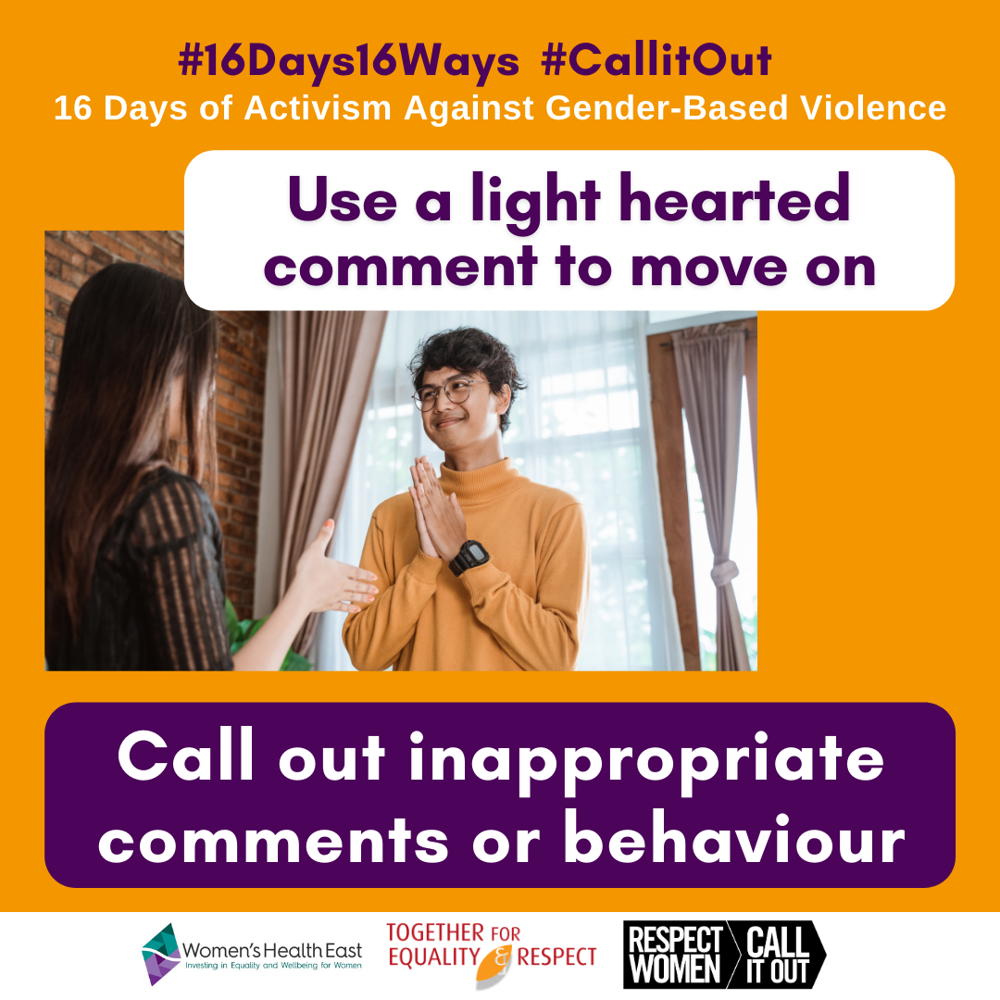 #16Days16Ways #CallitOut
16 Days of Activism Against Gender-Based Violence
Use a light hearted
comment to move on
Call out inappropriate
comments or behaviour
Women's Health East
Investing in Equality and Wellbeing for Women
TOGETHER FOR
EQUALITY & RESPECT
RESPECT
WOMEN
CALL
IT OUT